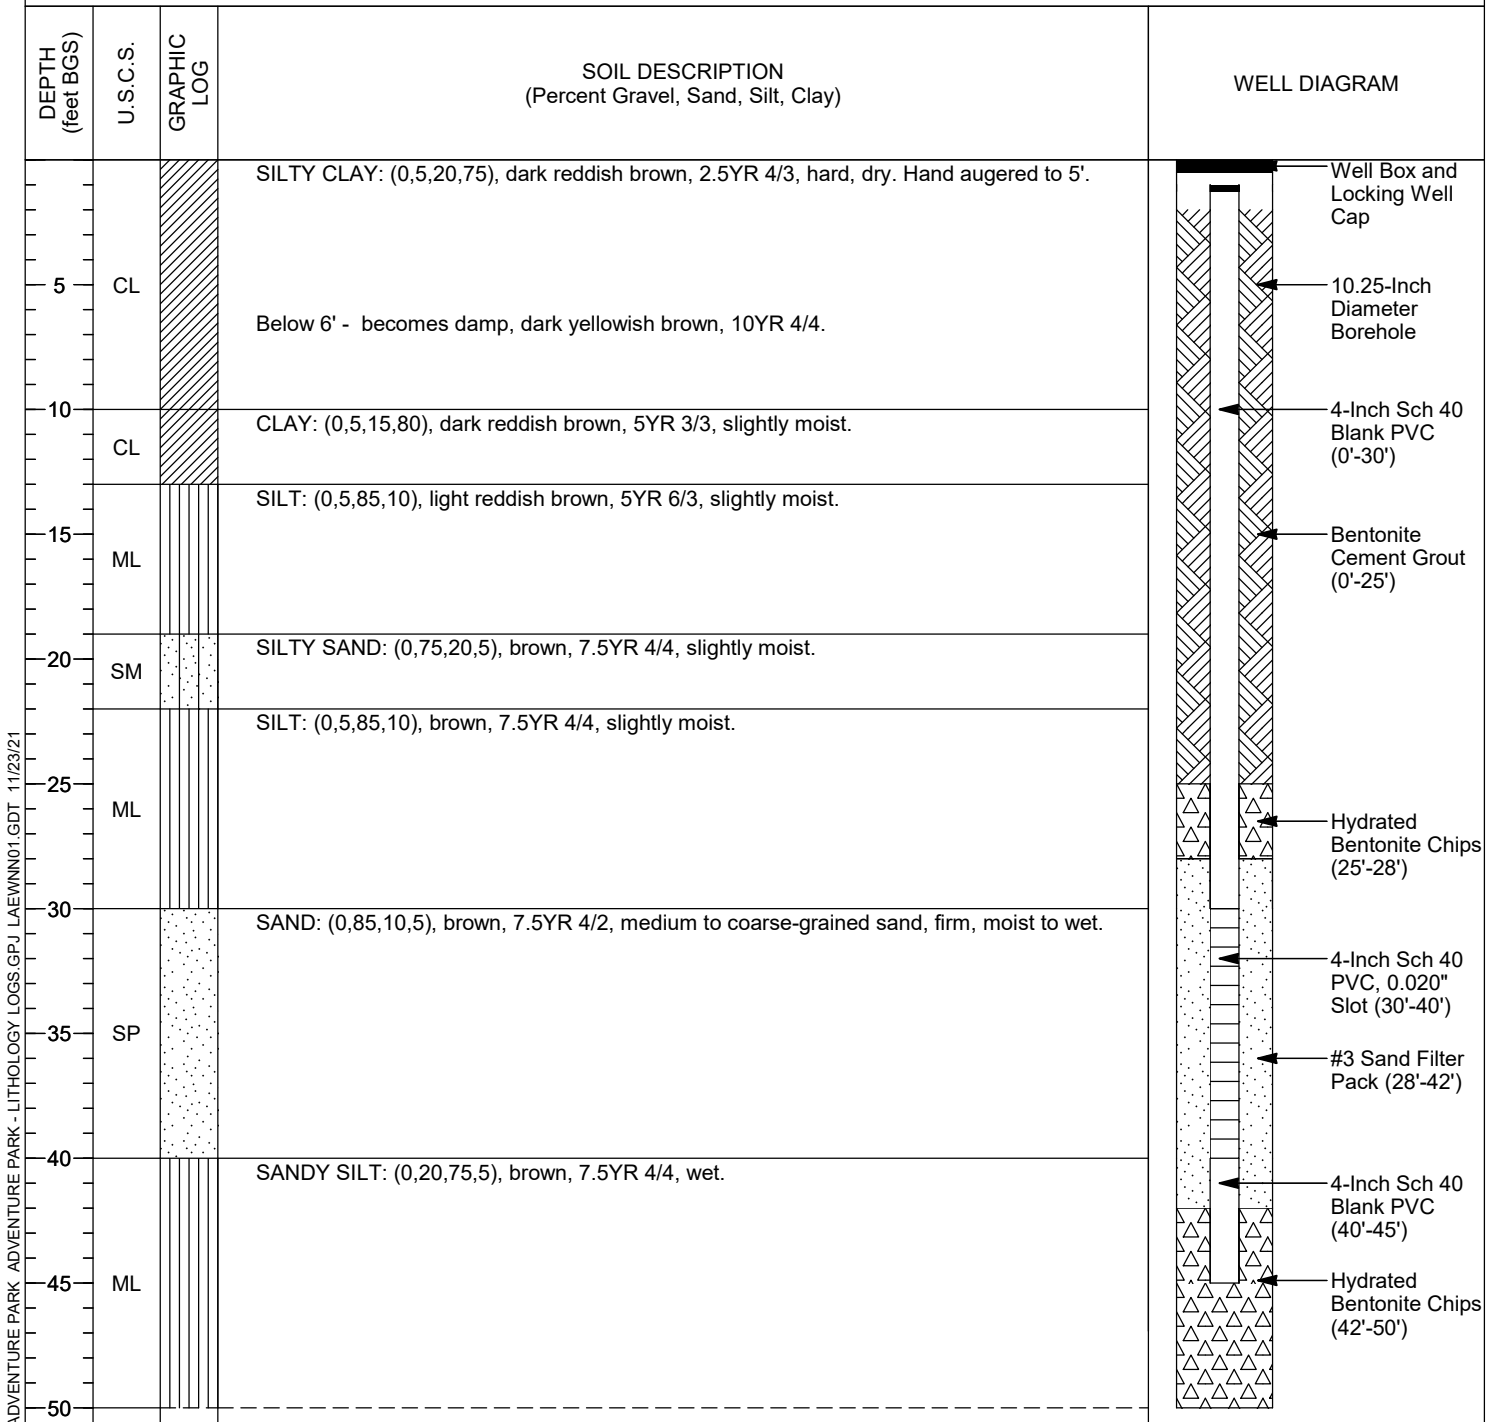 DEPTH
(feet BGS)
U.S.C.S.
GRAPHIC
LOG
SOIL DESCRIPTION
(Percent Gravel, Sand, Silt, Clay)
WELL DIAGRAM
SILTY CLAY: (0,5,20,75), dark reddish brown, 2.5YR 4/3, hard, dry. Hand augered to 5'.
Well Box and
Locking Well
Cap
5
CL
10.25-Inch
Diameter
Borehole
Below 6' - becomes damp, dark yellowish brown, 10YR 4/4.
10
CLAY: (0,5,15,80), dark reddish brown, 5YR 3/3, slightly moist.
CL
4-Inch Sch 40
Blank PVC
(0'-30')
SILT: (0,5,85,10), light reddish brown, 5YR 6/3, slightly moist.
15
ML
Bentonite
Cement Grout
(0'-25')
SILTY SAND: (0,75,20,5), brown, 7.5YR 4/4, slightly moist.
20
SM
SILT: (0,5,85,10), brown, 7.5YR 4/4, slightly moist.
25
ML
Hydrated
Bentonite Chips
(25'-28')
30
SAND: (0,85,10,5), brown, 7.5YR 4/2, medium to coarse-grained sand, firm, moist to wet.
4-Inch Sch 40
PVC, 0.020"
Slot (30'-40')
35
SP
#3 Sand Filter
Pack (28'-42')
40
SANDY SILT: (0,20,75,5), brown, 7.5YR 4/4, wet.
4-Inch Sch 40
Blank PVC
(40'-45')
45
ML
Hydrated
Bentonite Chips
(42'-50')
50
ADVENTURE PARK ADVENTURE PARK - LITHOLOGY LOGS.GPJ LAEWNN01.GDT 11/23/21